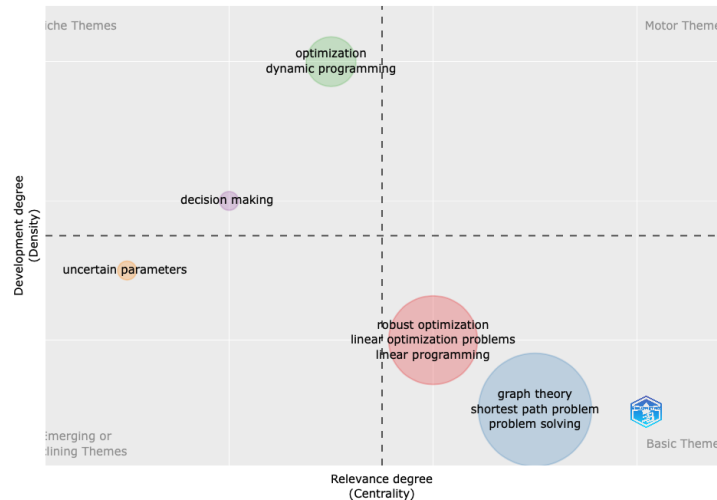 iche Themes
Motor Themes
optimization
dynamic programming
decision making
uncertain parameters
robust optimization
linear optimization problems
linear programming
graph theory
shortest path problem
problem solving
Emerging or
clining Themes
Basic Theme
Development degree
(Density)
Relevance degree
(Centrality)